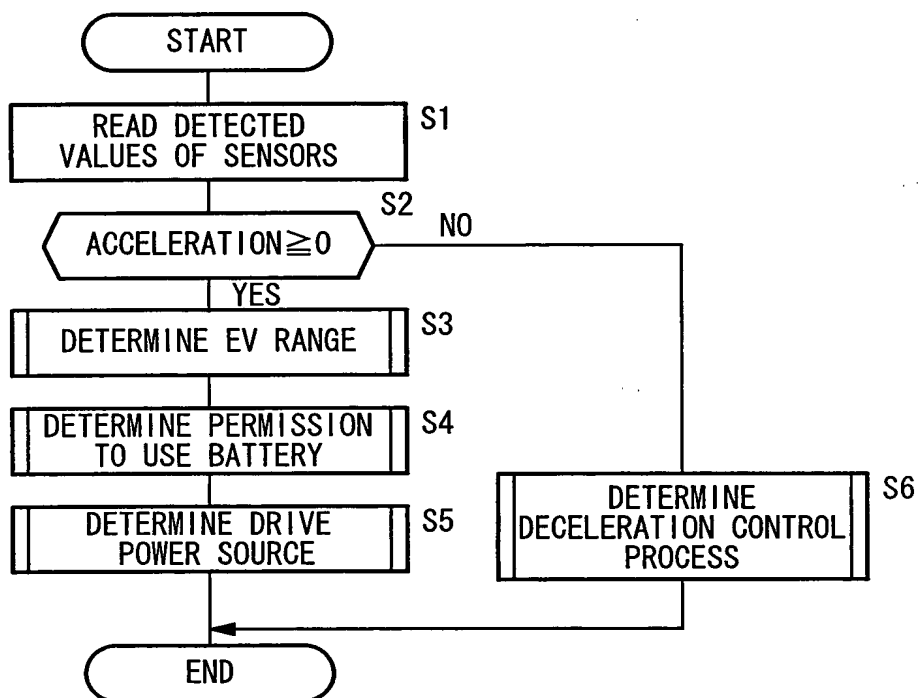 START
READ DETECTED
VALUES OF SENSORS
S1
S2
ACCELERATION≧0
NO
YES
DETERMINE EV RANGE
S3
DETERMINE PERMISSION
TO USE BATTERY
S4
DETERMINE DRIVE
POWER SOURCE
S5
DETERMINE
DECELERATION CONTROL
PROCESS
S6
END